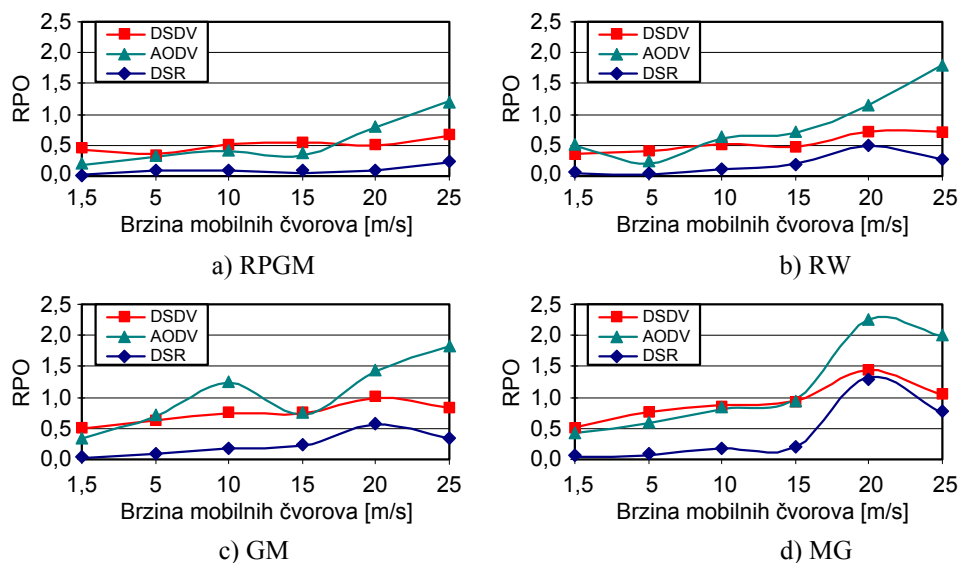 2,5
2,0
1,5
1,0
0,5
0,0
RPO
DSDV
AODV
DSR
1,5 5 10 15 20 25
Brzina mobilnih čvorova [m/s]
a) RPGM
2,5
2,0
1,5
1,0
0,5
0,0
RPO
DSDV
AODV
DSR
1,5 5 10 15 20 25
Brzina mobilnih čvorova [m/s]
b) RW
2,5
2,0
1,5
1,0
0,5
0,0
RPO
DSDV
AODV
DSR
1,5 5 10 15 20 25
Brzina mobilnih čvorova [m/s]
c) GM
2,5
2,0
1,5
1,0
0,5
0,0
RPO
DSDV
AODV
DSR
1,5 5 10 15 20 25
Brzina mobilnih čvorova [m/s]
d) MG